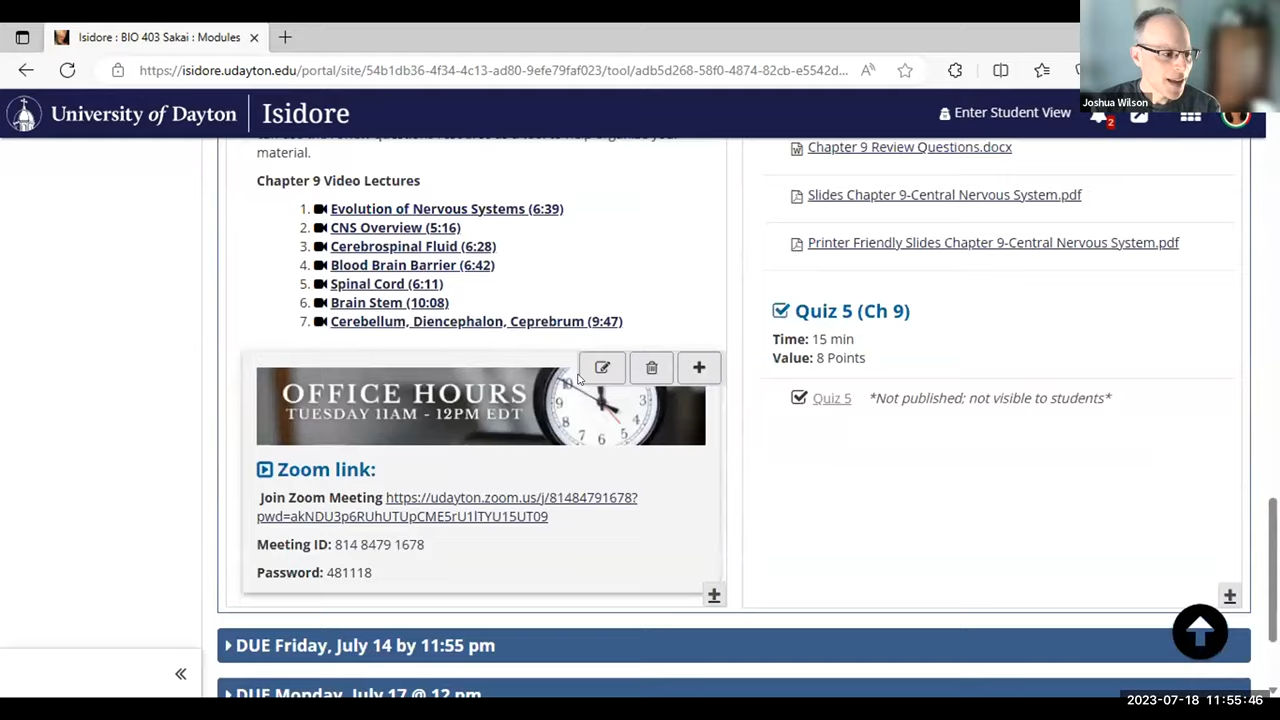 Isidore : BIO 403 Sakai : Modules
https://isidore.udayton.edu/portal/site/54b1db36-4f34-4c13-ad80-9efe79faf023/tool/adb5d268-58f0-4874-82cb-e5542d...
Joshua Wilson
University of Dayton
Isidore
Enter Student View
2
material.
Chapter 9 Video Lectures
1. Evolution of Nervous Systems (6:39)
2. CNS Overview (5:16)
3. Cerebrospinal Fluid (6:28)
4. Blood Brain Barrier (6:42)
5. Spinal Cord (6:11)
6. Brain Stem (10:08)
7. Cerebellum, Diencephalon, Ceprebrum (9:47)
OFFICE HOURS
TUESDAY 11AM - 12PM EDT
Zoom link:
Join Zoom Meeting https://udayton.zoom.us/j/81484791678?
pwd=akNDU3p6RUhUTUpCME5rU1lTYU15UT09
Meeting ID: 814 8479 1678
Password: 481118
Chapter 9 Review Questions.docx
Slides Chapter 9-Central Nervous System.pdf
Printer Friendly Slides Chapter 9-Central Nervous System.pdf
Quiz 5 (Ch 9)
Time: 15 min
Value: 8 Points
Quiz 5 *Not published; not visible to students*
DUE Friday, July 14 by 11:55 pm
DUE Monday, July 17 @ 12 pm
2023-07-18 11:55:46